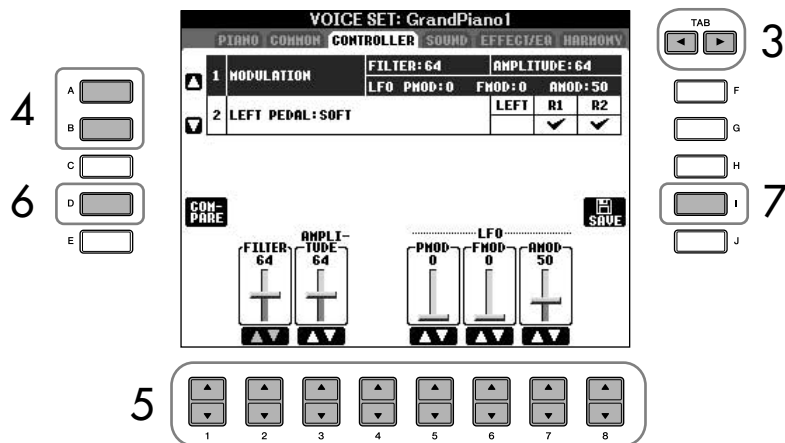 VOICE SET: GrandPiano1
PIANO COMMON CONTROLLER SOUND EFFECT/EQ HARMONY
TAB
3
1 MODULATION FILTER:64 AMPLITUDE:64
LFO PMOD:0 FMOD:0 AMOD:50
2 LEFT PEDAL:SOFT LEFT R1 R2
4
A
B
C
6
D
E
F
G
H
7
I
J
COM-
PARE
SAVE
FILTER
64
AMPLI-
TUDE
64
LFO
PMOD
0
FMOD
0
AMOD
50
5
1 2 3 4 5 6 7 8